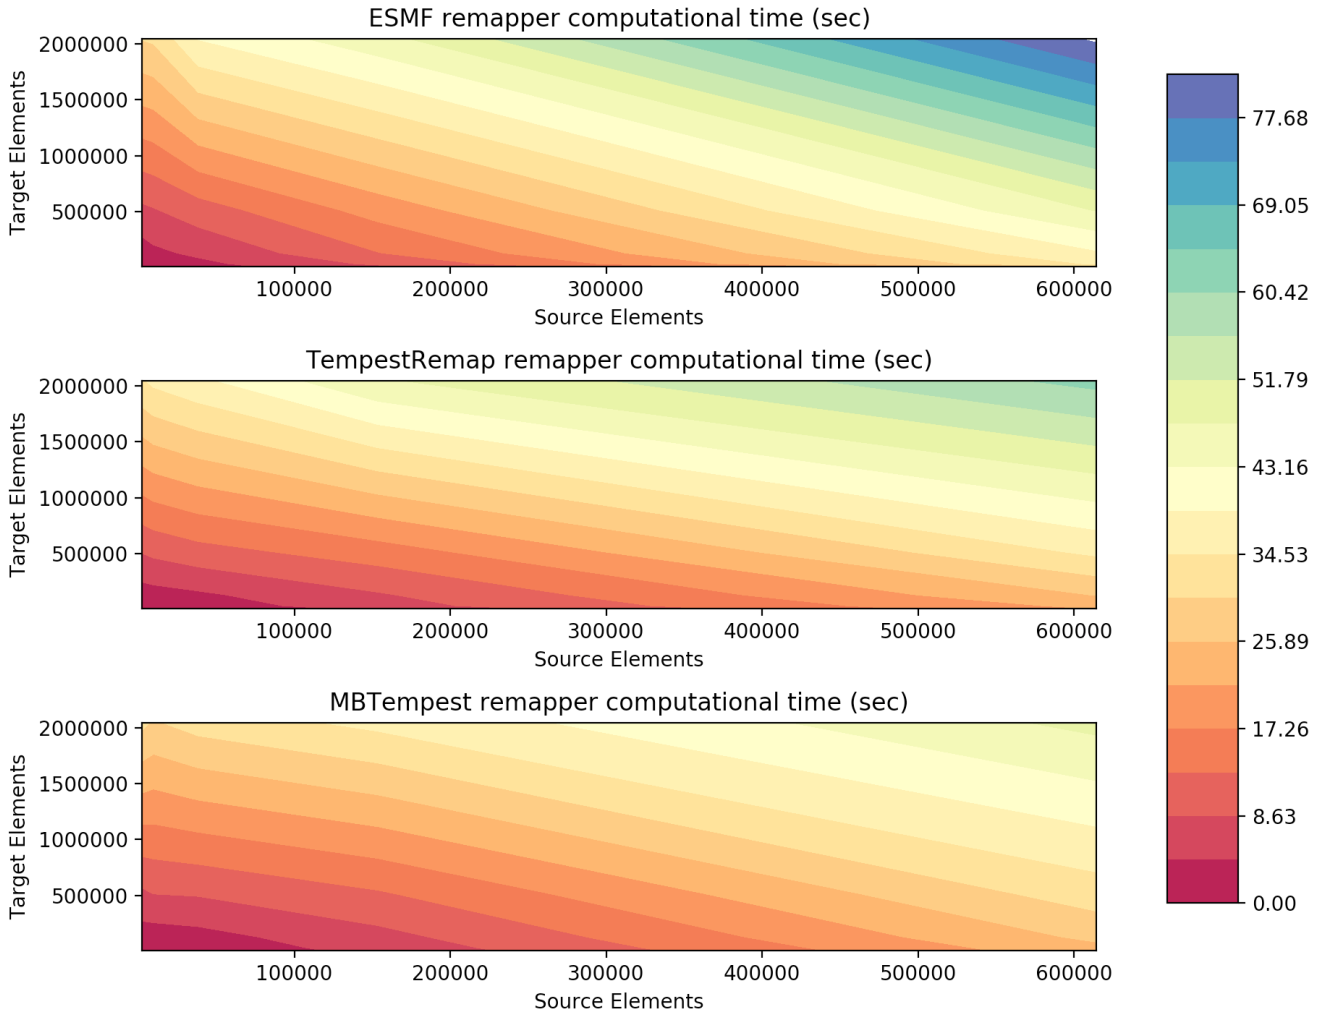 ESMF remapper computational time (sec)
Target Elements
2000000
1500000
1000000
500000
100000 200000 300000 400000 500000 600000
Source Elements
TempestRemap remapper computational time (sec)
Target Elements
2000000
1500000
1000000
500000
100000 200000 300000 400000 500000 600000
Source Elements
MBTempest remapper computational time (sec)
Target Elements
2000000
1500000
1000000
500000
100000 200000 300000 400000 500000 600000
Source Elements
77.68
69.05
60.42
51.79
43.16
34.53
25.89
17.26
8.63
0.00